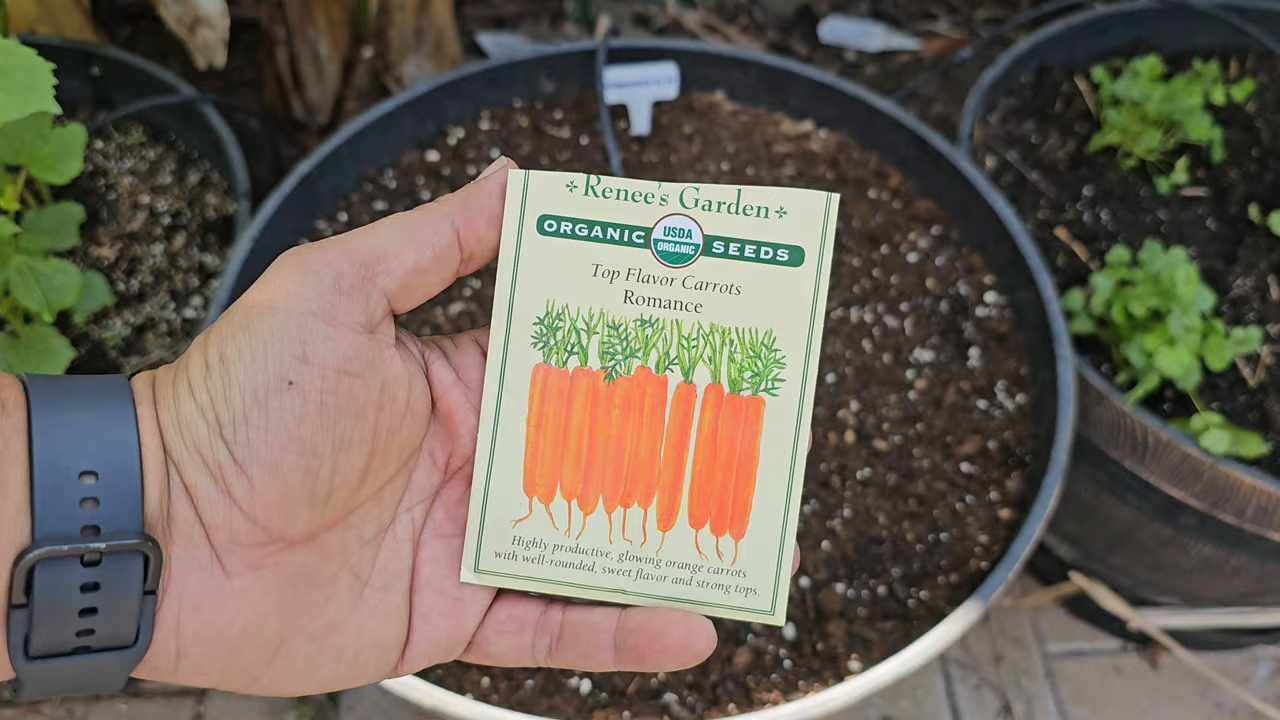 Renee's Garden
ORGANIC USDA ORGANIC SEEDS
Top Flavor Carrots
Romance
Highly productive, glowing orange carrots
with well-rounded, sweet flavor and strong tops.